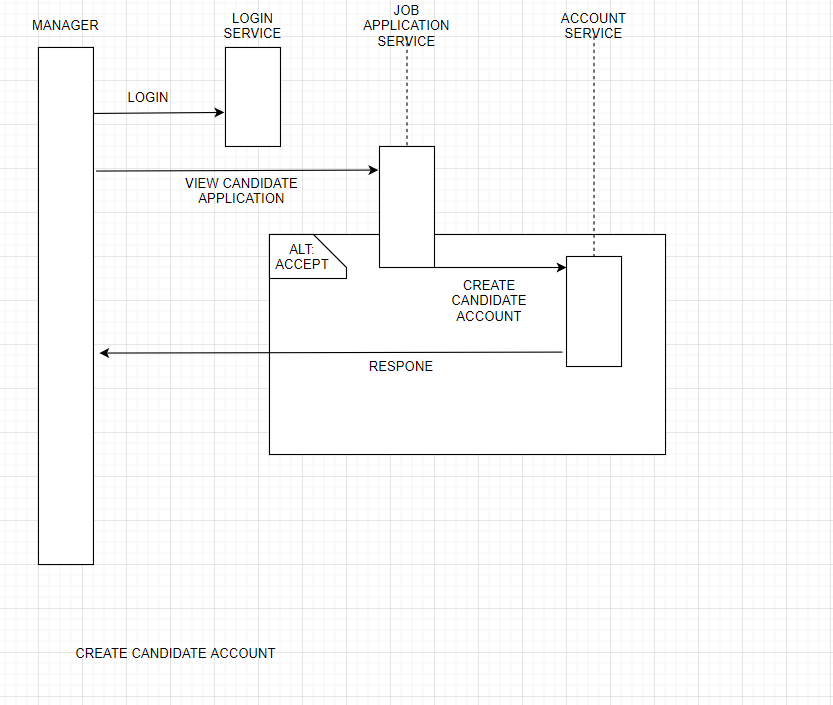 MANAGER
LOGIN
SERVICE
JOB
APPLICATION
SERVICE
ACCOUNT
SERVICE
LOGIN
VIEW CANDIDATE
APPLICATION
ALT:
ACCEPT
CREATE
CANDIDATE
ACCOUNT
RESPONE
CREATE CANDIDATE ACCOUNT